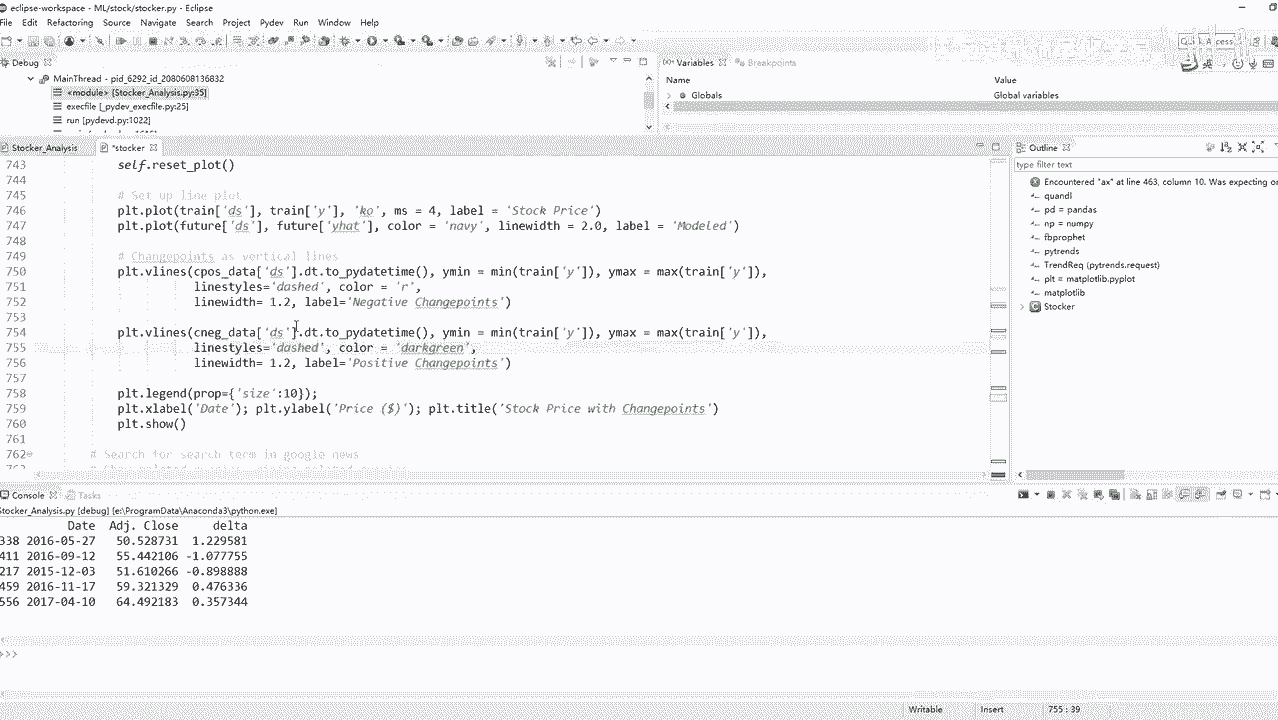 eclipse-workspace - ML/stock/stocker.py - Eclipse
File Edit Refactoring Source Navigate Search Project Pydev Run Window Help
Debug
Variables Breakpoints
MainThread - pid_6292_id_2080608136832
<module> [Stocker_Analysis.py:35]
execfile [_pydev_execfile.py:25]
run [pydevd.py:1022]
Name Value
Globals Global variables
Stocker_Analysis *stocker
743 self.reset_plot()
744
745 # Set up line plot
746 plt.plot(train['ds'], train['y'], 'ko', ms = 4, label = 'Stock Price')
747 plt.plot(future['ds'], future['yhat'], color = 'navy', linewidth = 2.0, label = 'Modeled')
748
749 # Changepoints as vertical lines
750 plt.vlines(cpos_data['ds'].dt.to_pydatetime(), ymin = min(train['y']), ymax = max(train['y']),
751 linestyles='dashed', color = 'r',
752 linewidth= 1.2, label='Negative Changepoints')
753
754 plt.vlines(cneg_data['ds'].dt.to_pydatetime(), ymin = min(train['y']), ymax = max(train['y']),
755 linestyles='dashed', color = 'darkgreen',
756 linewidth= 1.2, label='Positive Changepoints')
757
758 plt.legend(prop={'size':10});
759 plt.xlabel('Date'); plt.ylabel('Price ($)'); plt.title('Stock Price with Changepoints')
760 plt.show()
761
762 # Search for search term in google news
Outline
type filter text
Encountered "ax" at line 463, column 10. Was expecting on
quandl
pd = pandas
np = numpy
fbprophet
pytrends
TrendReq (pytrends.request)
plt = matplotlib.pyplot
matplotlib
Stocker
Console Tasks
Stocker_Analysis.py [debug] [e:\ProgramData\Anaconda3\python.exe]
Date Adj. Close delta
338 2016-05-27 50.528731 1.229581
411 2016-09-12 55.442106 -1.077755
217 2015-12-03 51.610266 -0.898888
459 2016-11-17 59.321329 0.476336
556 2017-04-10 64.492183 0.357344
>>>
Writable Insert 755 : 39